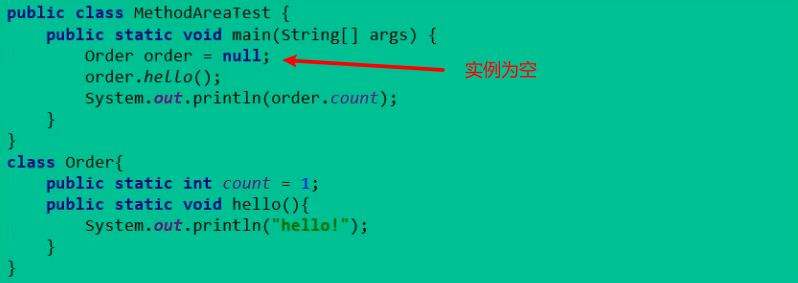 public class MethodAreaTest {
public static void main(String[] args) {
Order order = null;
order.hello();
实例为空
System.out.println(order.count);
}
}
class Order{
public static int count = 1;
public static void hello(){
System.out.println("hello!");
}
}